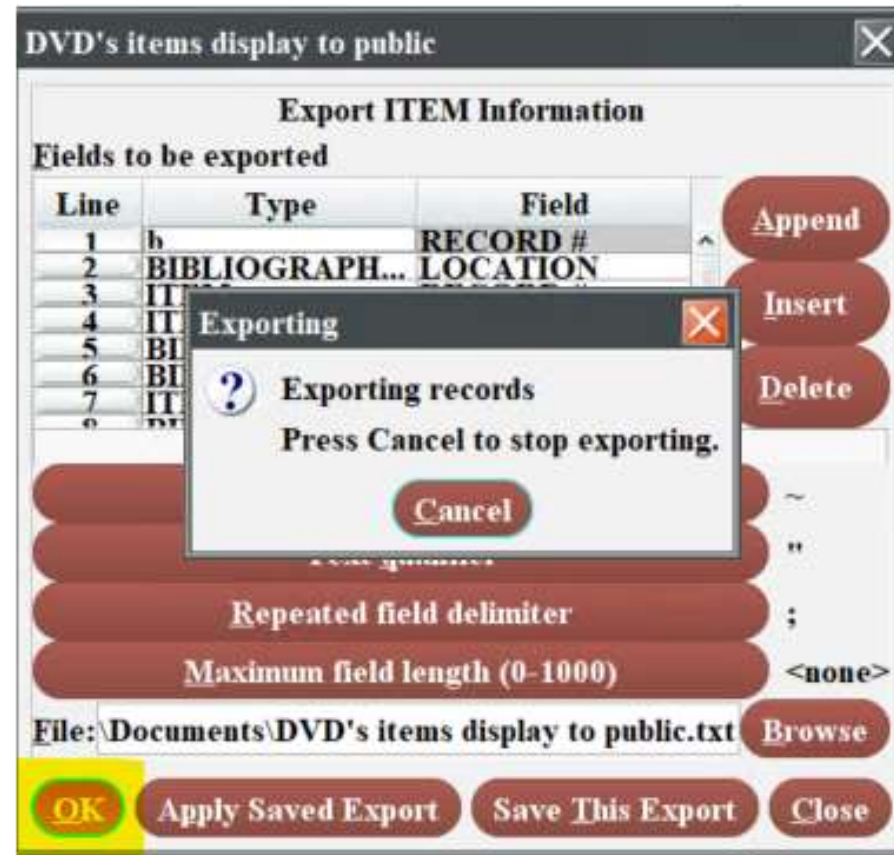 DVD's items display to public
Export ITEM Information
Fields to be exported
Line Type Field
1 b RECORD #
2 BIBLIOGRAPH... LOCATION
3
4
5
6
7
Append
Insert
Delete
Exporting
?
Exporting records
Press Cancel to stop exporting.
Cancel
~
"
Repeated field delimiter ;
Maximum field length (0-1000) <none>
File: \Documents\DVD's items display to public.txt Browse
OK Apply Saved Export Save This Export Close